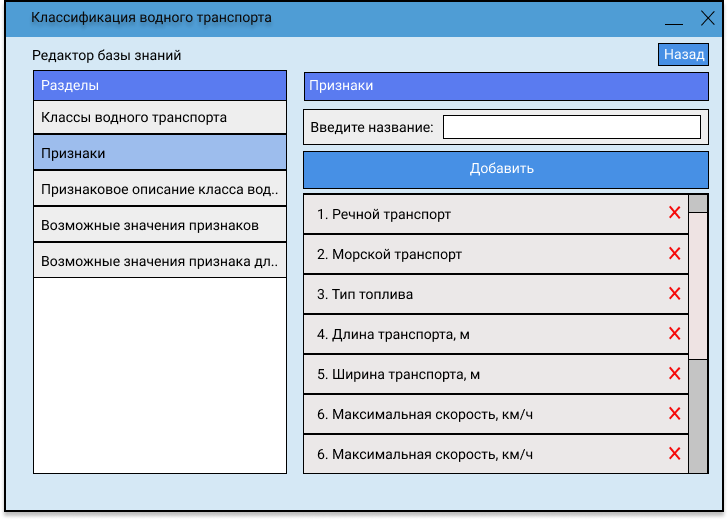 Классификация водного транспорта
Редактор базы знаний
Назад
Разделы
Классы водного транспорта
Признаки
Признаковое описание класса вод..
Возможные значения признаков
Возможные значения признака дл..
Признаки
Введите название:
Добавить
1. Речной транспорт
2. Морской транспорт
3. Тип топлива
4. Длина транспорта, м
5. Ширина транспорта, м
6. Максимальная скорость, км/ч
6. Максимальная скорость, км/ч